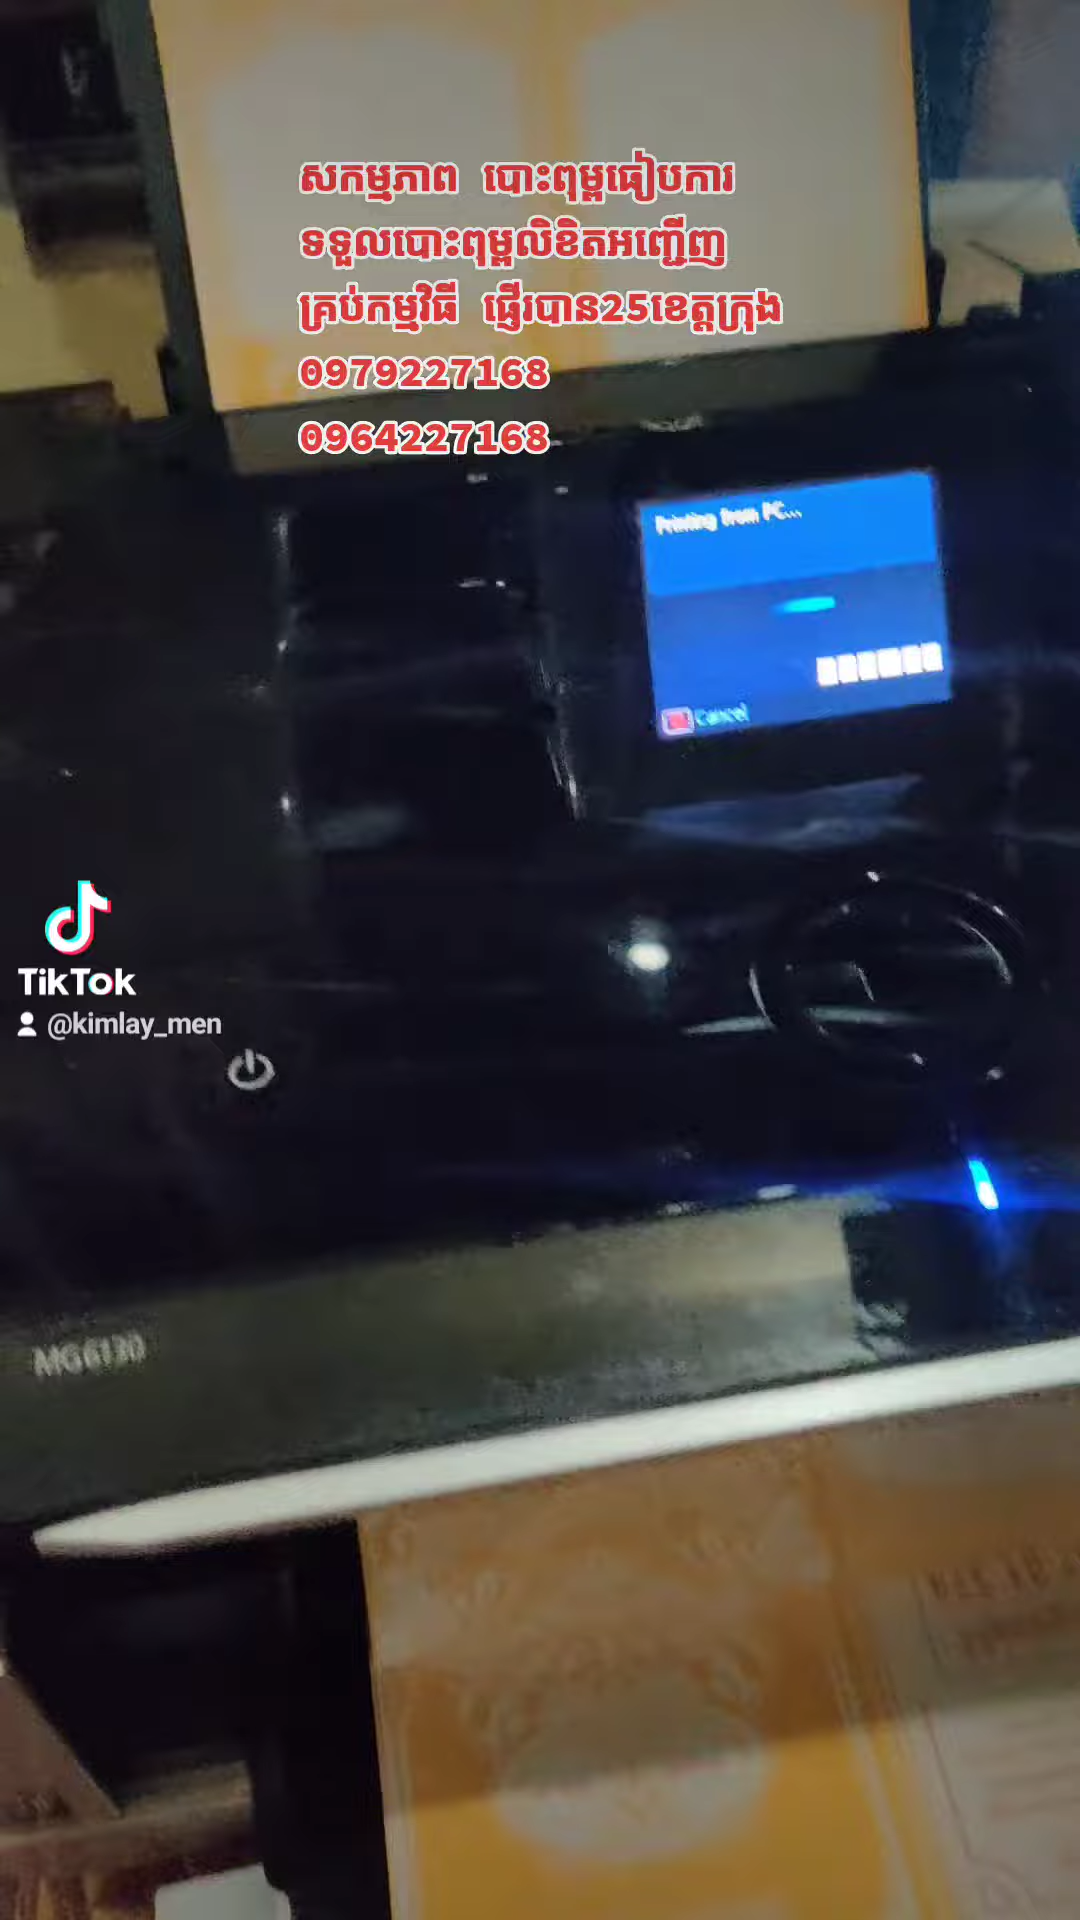 សកម្មភាព បោះពុម្ពធៀបការ
ទទួលបោះពុម្ពលិខិតអញ្ជើញ
គ្រប់កម្មវិធី ផ្ញើរបាន25ខេត្តក្រុង
0979227168
0964227168
Printing from PC...
Cancel
TikTok
@kimlay_men
MG6170